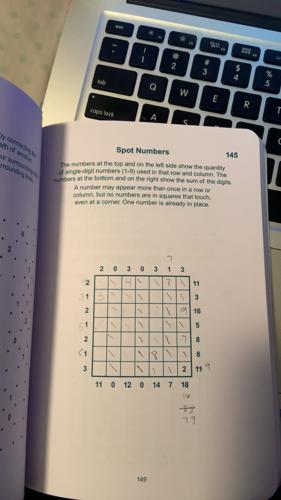 esc
tab
caps lock
!
1
@
2
#
3
$
4
%
5
Q
W
E
R
A
S
Spot Numbers 145
The numbers at the top and on the left side show the quantity
of single-digit numbers (1-9) used in that row and column. The
numbers at the bottom and on the right show the sum of the digits.
A number may appear more than once in a row or
column, but no numbers are in squares that touch,
even at a corner. One number is already in place.
7
2 0 3 0 3 1 3
2 4 7 11
1 3 3
2 9 16
1 5
2 7 8
1 8 8
3 2 11 9
11 0 12 0 14 7 18
79
149